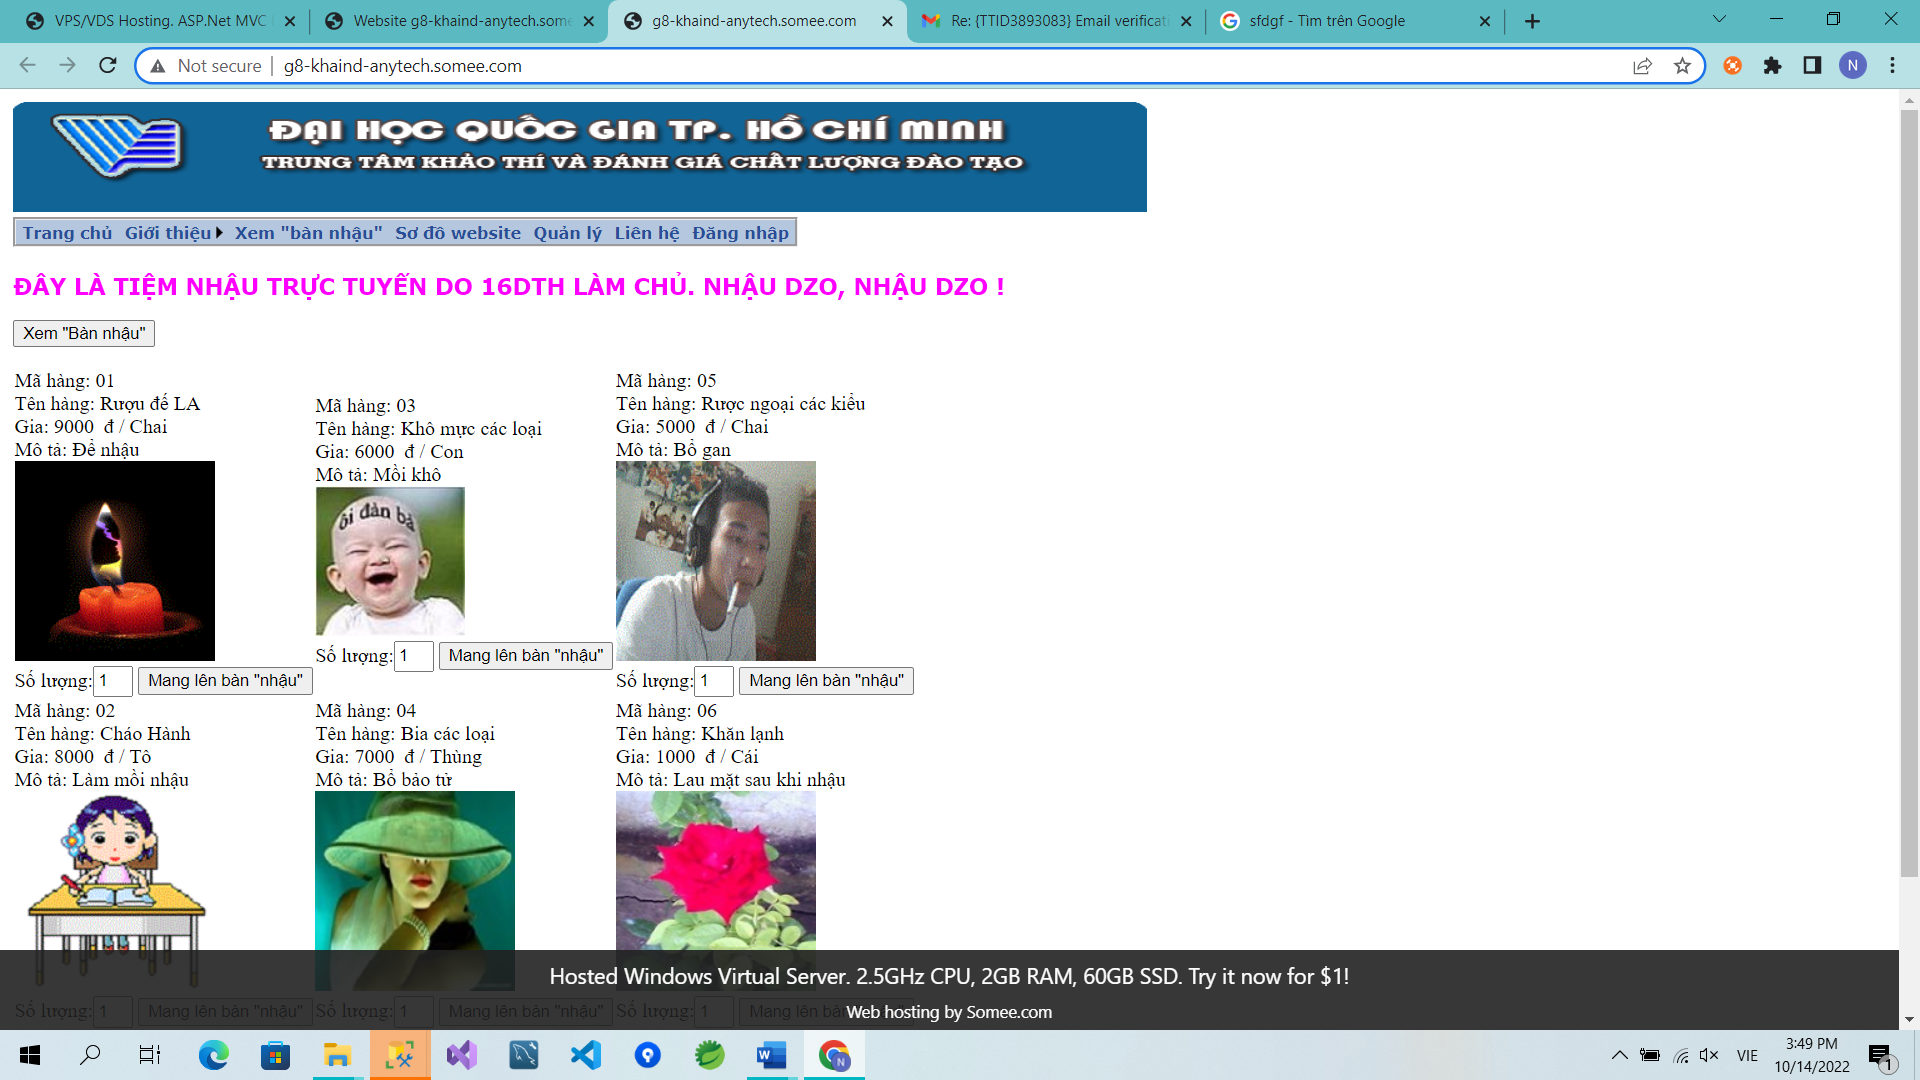 VPS/VDS Hosting. ASP.Net MVC
Website g8-khaind-anytech.some
g8-khaind-anytech.somee.com
Re: {TTID3893083} Email verificati
sfdgf - Tìm trên Google
Not secure
g8-khaind-anytech.somee.com
N
ĐẠI HỌC QUỐC GIA TP. HỒ CHÍ MINH
TRUNG TÂM KHẢO THÍ VÀ ĐÁNH GIÁ CHẤT LƯỢNG ĐÀO TẠO
Trang chủ Giới thiệu Xem "bàn nhậu" Sơ đồ website Quản lý Liên hệ Đăng nhập
ĐÂY LÀ TIỆM NHẬU TRỰC TUYẾN DO 16DTH LÀM CHỦ. NHẬU DZO, NHẬU DZO !
Xem "Bàn nhậu"
Mã hàng: 01
Tên hàng: Rượu đế LA
Gia: 9000 đ / Chai
Mô tả: Để nhậu
Số lượng: 1 Mang lên bàn "nhậu"
Mã hàng: 03
Tên hàng: Khô mực các loại
Gia: 6000 đ / Con
Mô tả: Mồi khô
ôi đàn bà
Số lượng: 1 Mang lên bàn "nhậu"
Mã hàng: 05
Tên hàng: Rược ngoại các kiểu
Gia: 5000 đ / Chai
Mô tả: Bổ gan
Số lượng: 1 Mang lên bàn "nhậu"
Mã hàng: 02
Tên hàng: Cháo Hành
Gia: 8000 đ / Tô
Mô tả: Làm mồi nhậu
Số lượng: 1 Mang lên bàn "nhậu"
Mã hàng: 04
Tên hàng: Bia các loại
Gia: 7000 đ / Thùng
Mô tả: Bổ bảo tử
Số lượng: 1 Mang lên bàn "nhậu"
Mã hàng: 06
Tên hàng: Khăn lạnh
Gia: 1000 đ / Cái
Mô tả: Lau mặt sau khi nhậu
Số lượng: 1 Mang lên bàn "nhậu"
Hosted Windows Virtual Server. 2.5GHz CPU, 2GB RAM, 60GB SSD. Try it now for $1!
Web hosting by Somee.com
VIE
3:49 PM
10/14/2022
1